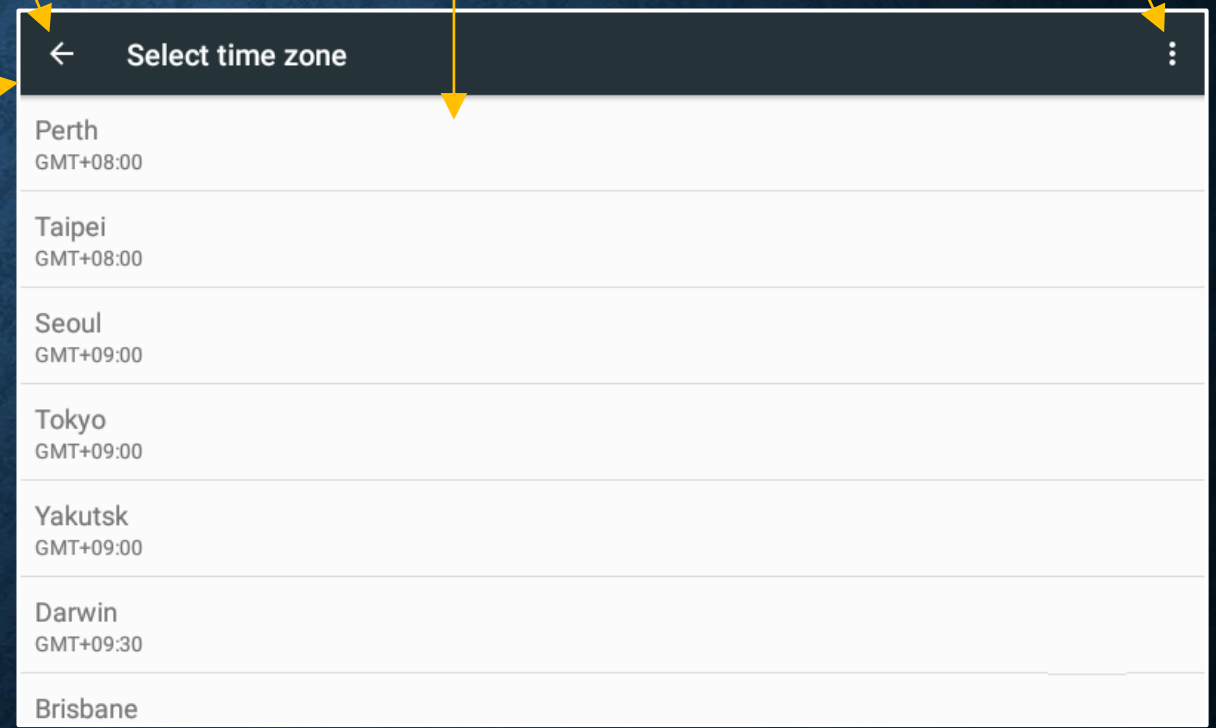 Select time zone
Perth
GMT+08:00
Taipei
GMT+08:00
Seoul
GMT+09:00
Tokyo
GMT+09:00
Yakutsk
GMT+09:00
Darwin
GMT+09:30
Brisbane